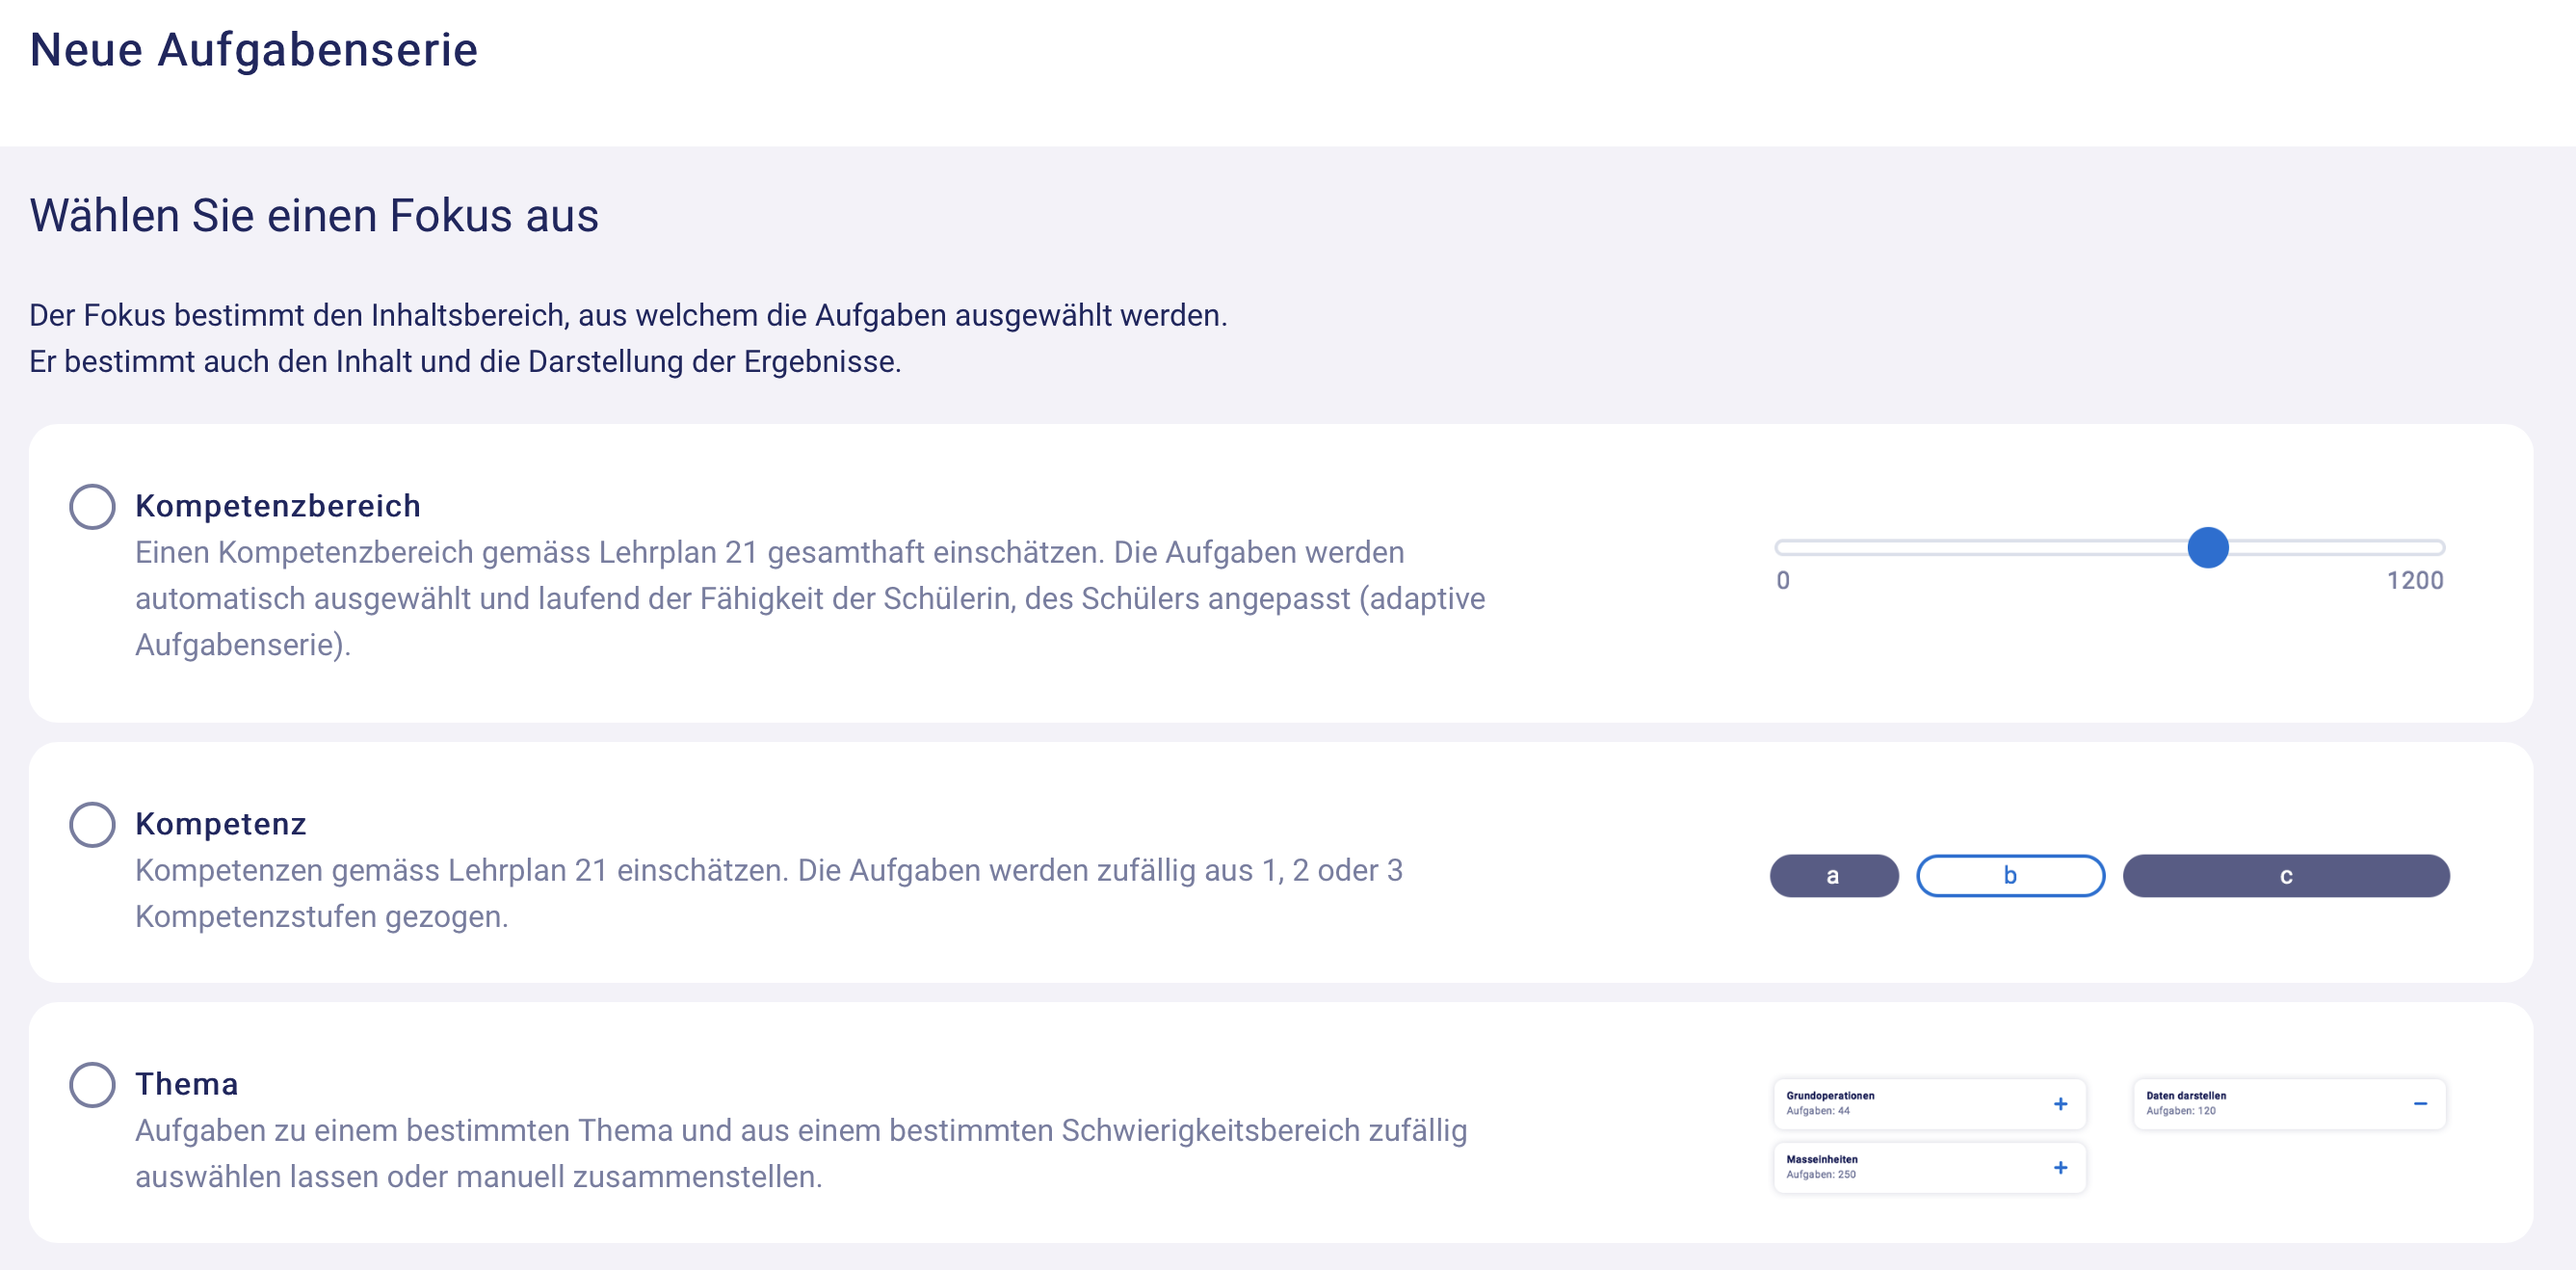 Neue Aufgabenserie
Wählen Sie einen Fokus aus
Der Fokus bestimmt den Inhaltsbereich, aus welchem die Aufgaben ausgewählt werden.
Er bestimmt auch den Inhalt und die Darstellung der Ergebnisse.
Kompetenzbereich
Einen Kompetenzbereich gemäss Lehrplan 21 gesamthaft einschätzen. Die Aufgaben werden
automatisch ausgewählt und laufend der Fähigkeit der Schülerin, des Schülers angepasst (adaptive
Aufgabenserie).
0
1200
Kompetenz
Kompetenzen gemäss Lehrplan 21 einschätzen. Die Aufgaben werden zufällig aus 1, 2 oder 3
Kompetenzstufen gezogen.
a
b
c
Thema
Aufgaben zu einem bestimmten Thema und aus einem bestimmten Schwierigkeitsbereich zufällig
auswählen lassen oder manuell zusammenstellen.
Grundoperationen
Aufgaben: 44
Daten darstellen
Aufgaben: 120
Masseinheiten
Aufgaben: 250